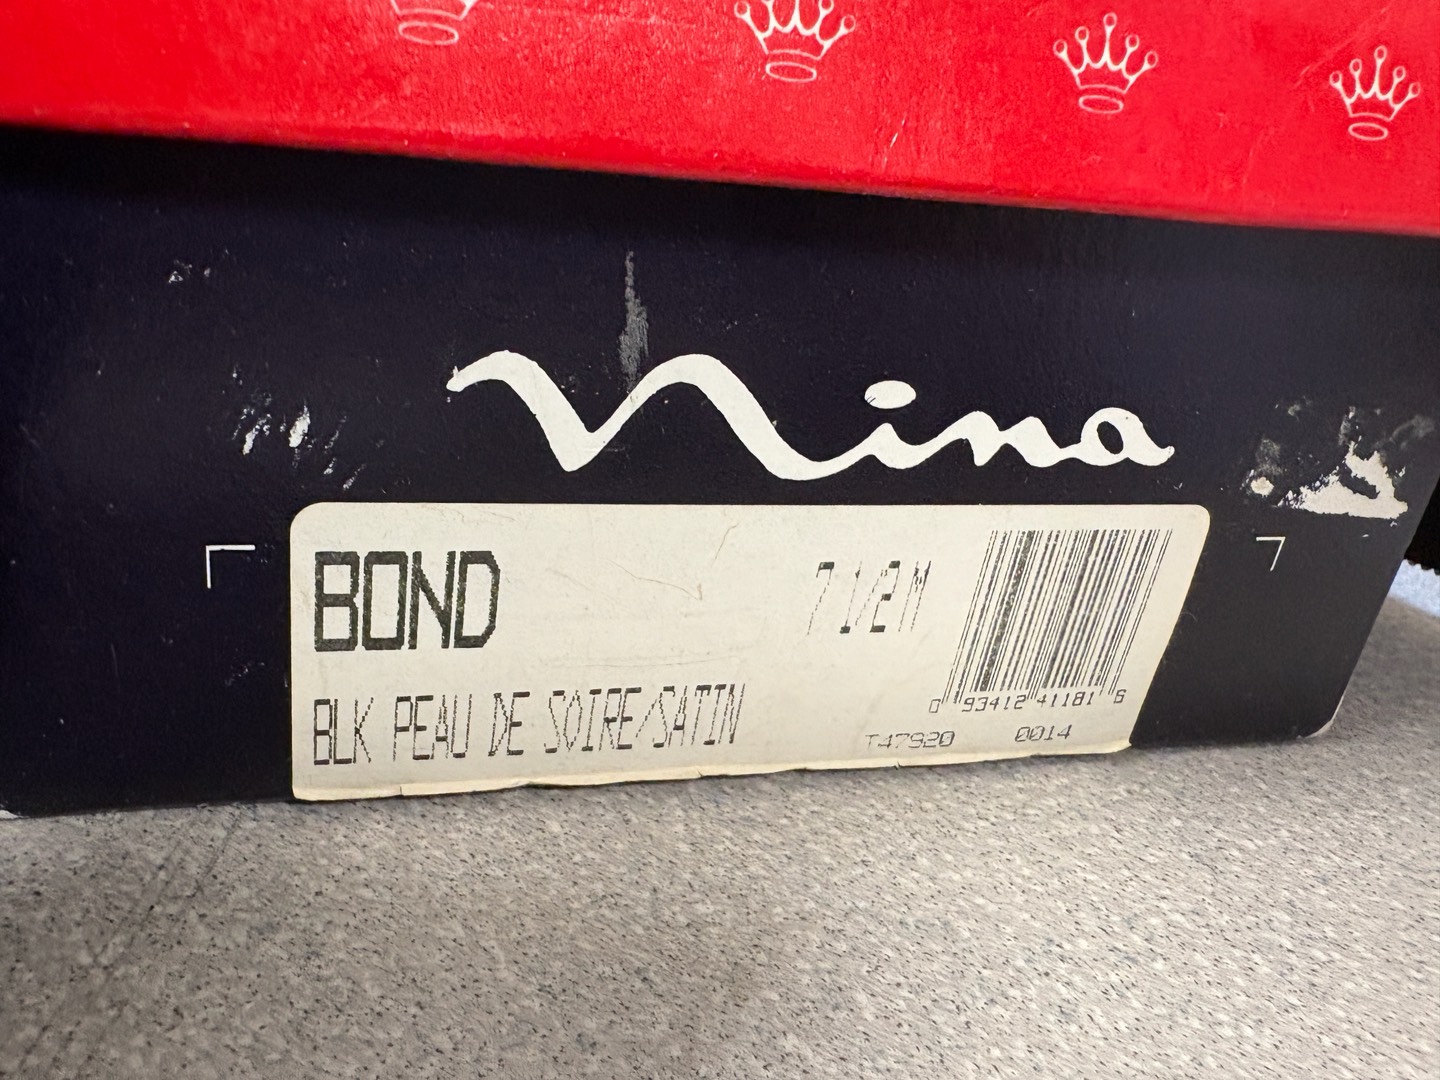 Nina
BOND 7 1/2 M
BLK PEAU DE SOIRE/SATIN
0 93412 41181 6
T47920 0014